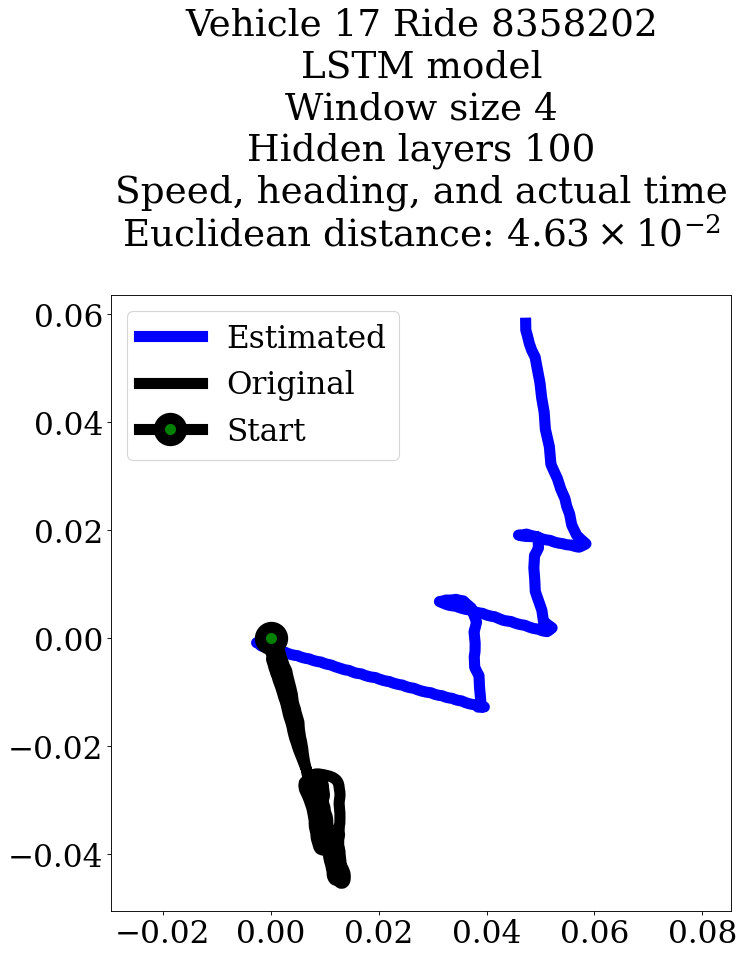 Vehicle 17 Ride 8358202
LSTM model
Window size 4
Hidden layers 100
Speed, heading, and actual time
Euclidean distance: 4.63 × 10⁻²
Estimated
Original
Start
0.06
0.04
0.02
0.00
−0.02
−0.04
−0.02 0.00 0.02 0.04 0.06 0.08